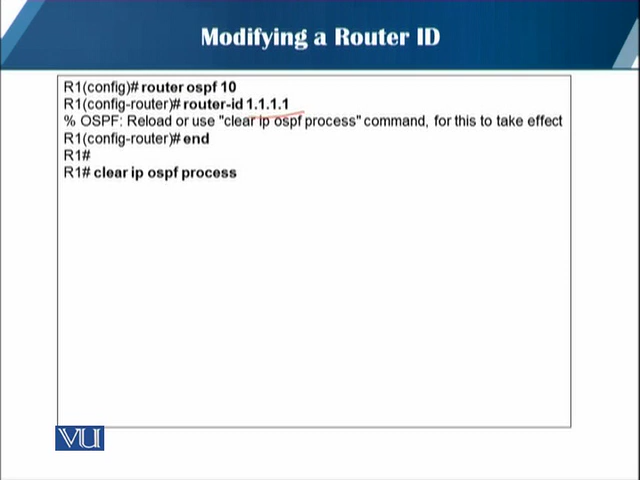 Modifying a Router ID
R1(config)# router ospf 10
R1(config-router)# router-id 1.1.1.1
% OSPF: Reload or use "clear ip ospf process" command, for this to take effect
R1(config-router)# end
R1#
R1# clear ip ospf process
VU